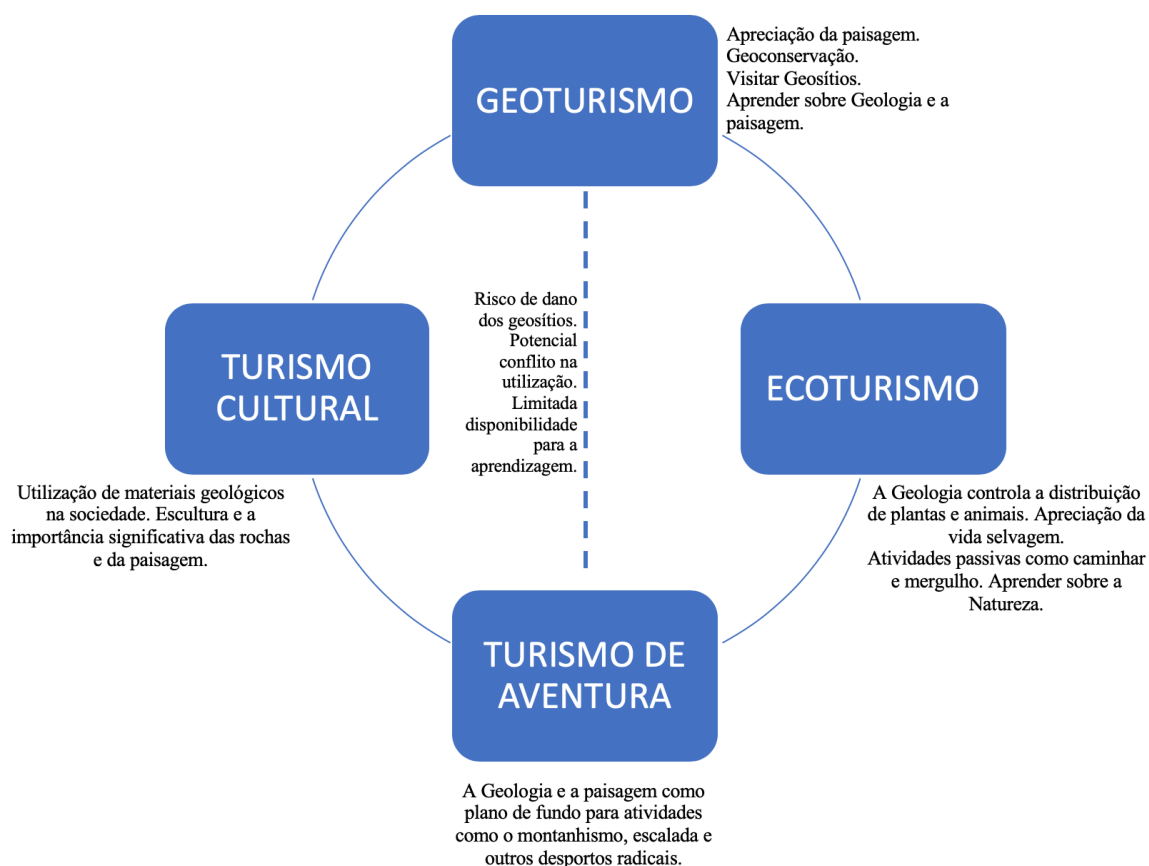 GEOTURISMO
Apreciação da paisagem.
Geoconservação.
Visitar Geosítios.
Aprender sobre Geologia e a
paisagem.
TURISMO
CULTURAL
Risco de dano
dos geosítios.
Potencial
conflito na
utilização.
Limitada
disponibilidade
para a
aprendizagem.
ECOTURISMO
Utilização de materiais geológicos
na sociedade. Escultura e a
importância significativa das rochas
e da paisagem.
A Geologia controla a distribuição
de plantas e animais. Apreciação da
vida selvagem.
Atividades passivas como caminhar
e mergulho. Aprender sobre a
Natureza.
TURISMO DE
AVENTURA
A Geologia e a paisagem como
plano de fundo para atividades
como o montanhismo, escalada e
outros desportos radicais.